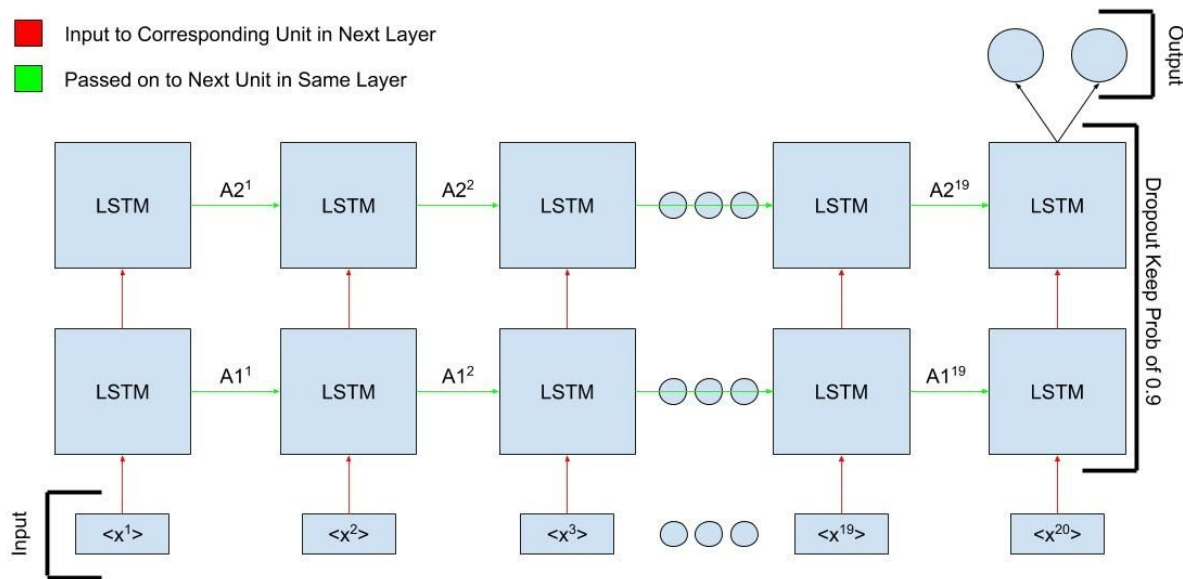 Input to Corresponding Unit in Next Layer
Passed on to Next Unit in Same Layer
Output
LSTM
A2¹
LSTM
A2²
LSTM
LSTM
A2¹⁹
LSTM
Dropout Keep Prob of 0.9
LSTM
A1¹
LSTM
A1²
LSTM
LSTM
A1¹⁹
LSTM
Input
<x¹>
<x²>
<x³>
<x¹⁹>
<x²⁰>